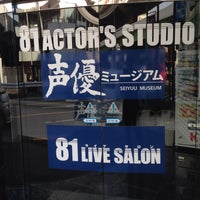 81 ACTOR'S STUDIO
声優ミュージアム
SEIYUU MUSEUM
81 LIVE SALON